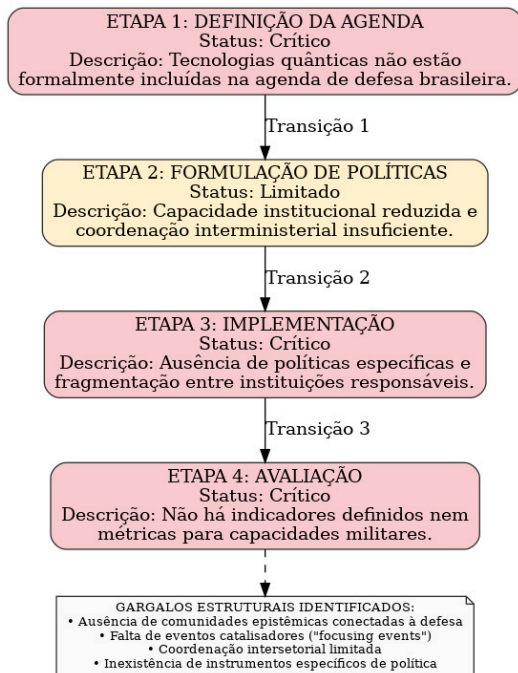 ETAPA 1: DEFINIÇÃO DA AGENDA
Status: Crítico
Descrição: Tecnologias quânticas não estão
formalmente incluídas na agenda de defesa brasileira.
Transição 1
ETAPA 2: FORMULAÇÃO DE POLÍTICAS
Status: Limitado
Descrição: Capacidade institucional reduzida e
coordenação interministerial insuficiente.
Transição 2
ETAPA 3: IMPLEMENTAÇÃO
Status: Crítico
Descrição: Ausência de políticas específicas e
fragmentação entre instituições responsáveis.
Transição 3
ETAPA 4: AVALIAÇÃO
Status: Crítico
Descrição: Não há indicadores definidos nem
métricas para capacidades militares.
GARGALOS ESTRUTURAIS IDENTIFICADOS:
• Ausência de comunidades epistêmicas conectadas à defesa
• Falta de eventos catalisadores ("focusing events")
• Coordenação intersetorial limitada
• Inexistência de instrumentos específicos de política